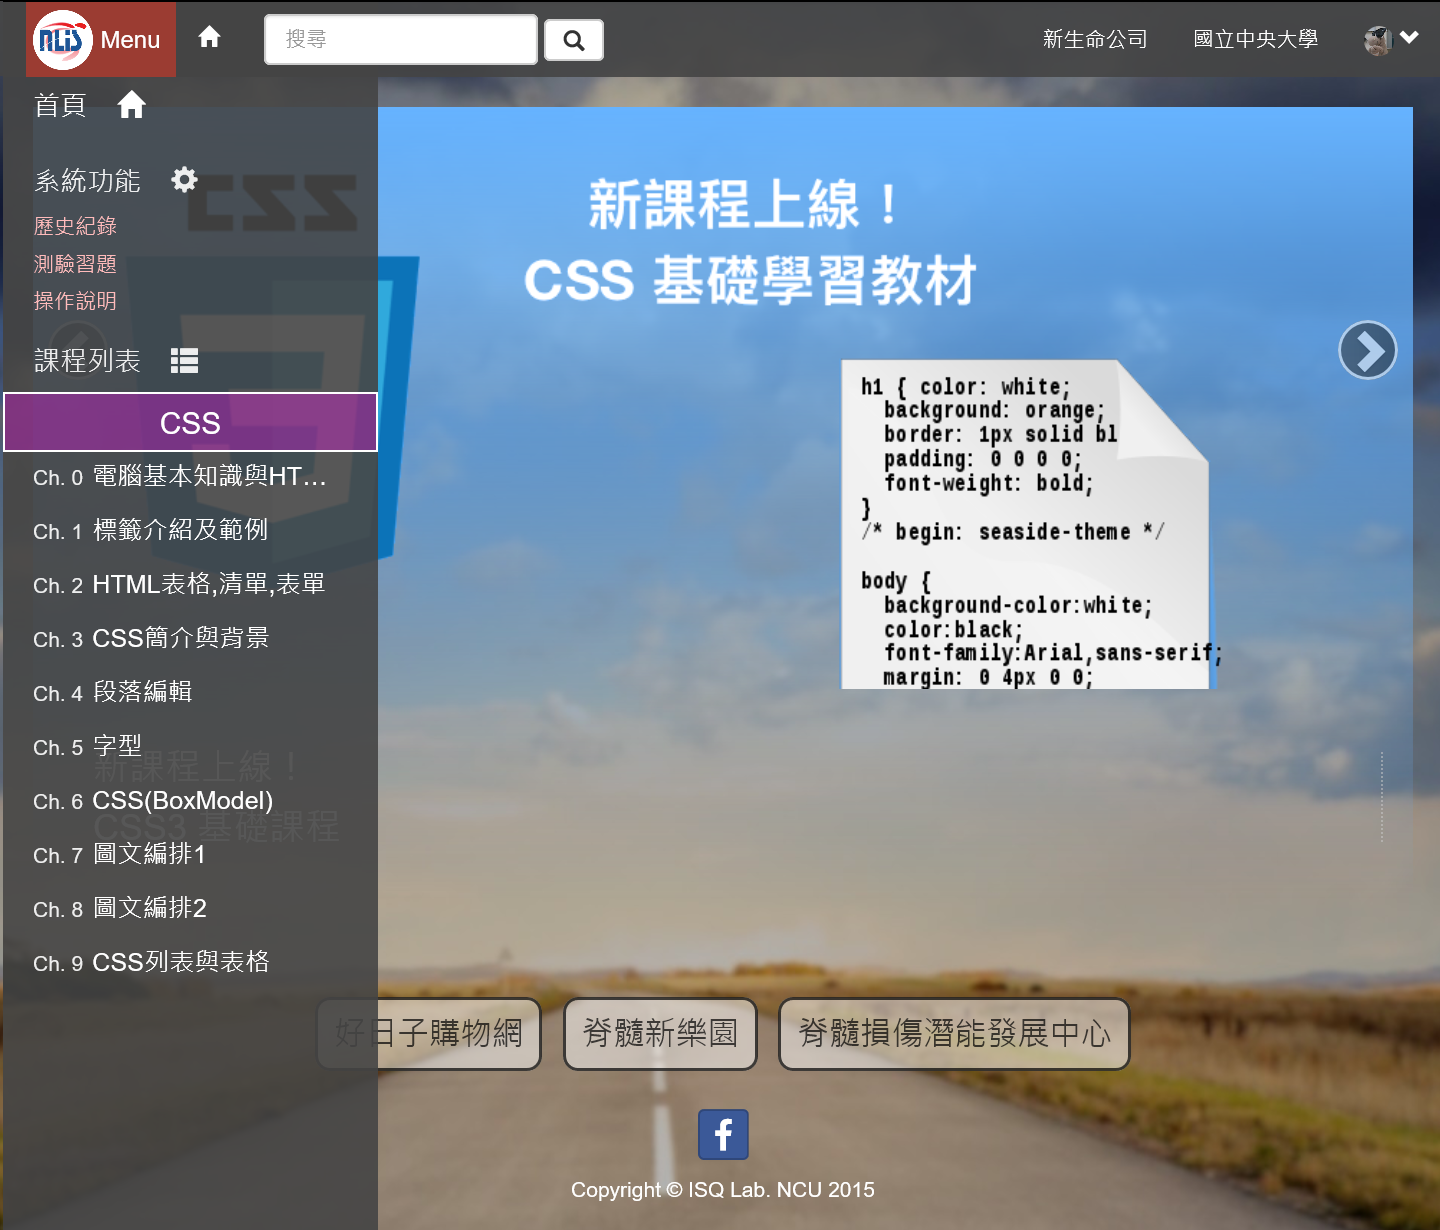 NLiS Menu
搜尋
新生命公司
國立中央大學
首頁
系統功能
CSS
歷史紀錄
測驗習題
操作說明
課程列表
CSS
Ch. 0 電腦基本知識與HT...
Ch. 1 標籤介紹及範例
Ch. 2 HTML表格,清單,表單
Ch. 3 CSS簡介與背景
Ch. 4 段落編輯
Ch. 5 字型
Ch. 6 CSS(BoxModel)
Ch. 7 圖文編排1
Ch. 8 圖文編排2
Ch. 9 CSS列表與表格
新課程上線！
CSS3 基礎課程
新課程上線！
CSS 基礎學習教材
h1 { color: white;
background: orange;
border: 1px solid bl
padding: 0 0 0 0;
font-weight: bold;
}
/* begin: seaside-theme */
body {
background-color:white;
color:black;
font-family:Arial,sans-serif;
margin: 0 4px 0 0;
好日子購物網
脊髓新樂園
脊髓損傷潛能發展中心
f
Copyright © ISQ Lab. NCU 2015